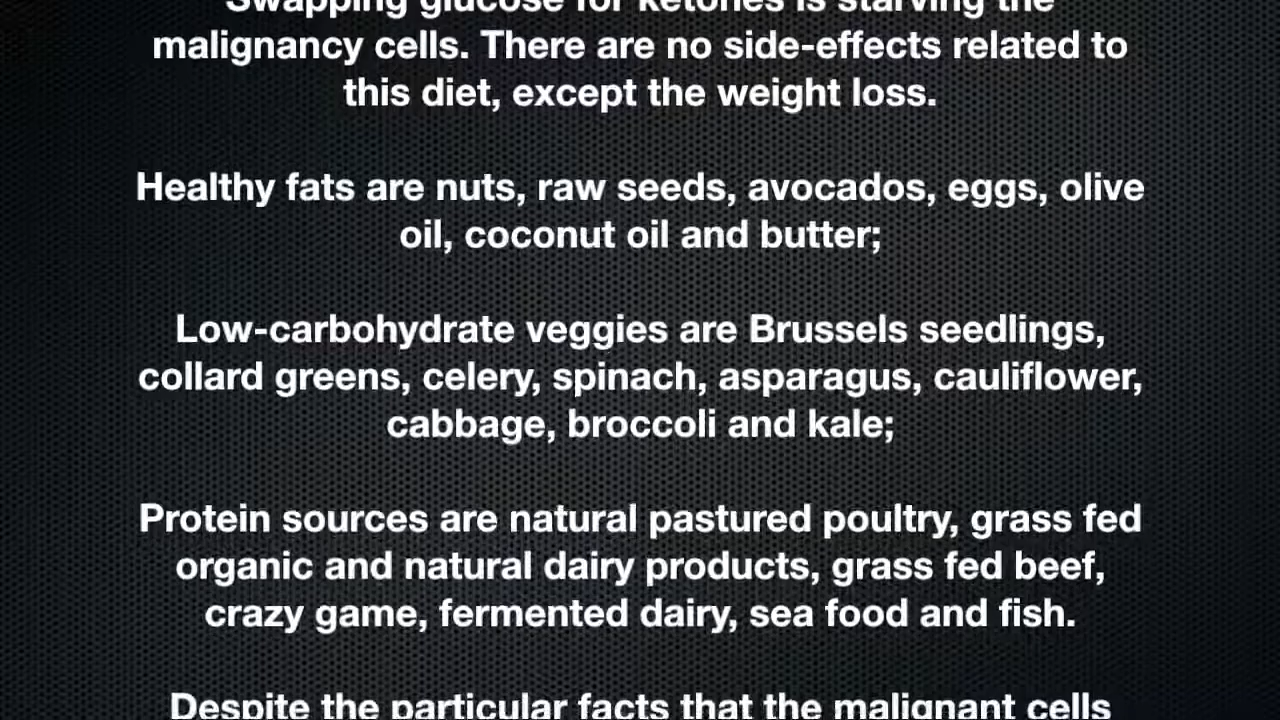 Swapping glucose for ketones is starving the
malignancy cells. There are no side-effects related to
this diet, except the weight loss.
Healthy fats are nuts, raw seeds, avocados, eggs, olive
oil, coconut oil and butter;
Low-carbohydrate veggies are Brussels seedlings,
collard greens, celery, spinach, asparagus, cauliflower,
cabbage, broccoli and kale;
Protein sources are natural pastured poultry, grass fed
organic and natural dairy products, grass fed beef,
crazy game, fermented dairy, sea food and fish.
Despite the particular facts that the malignant cells